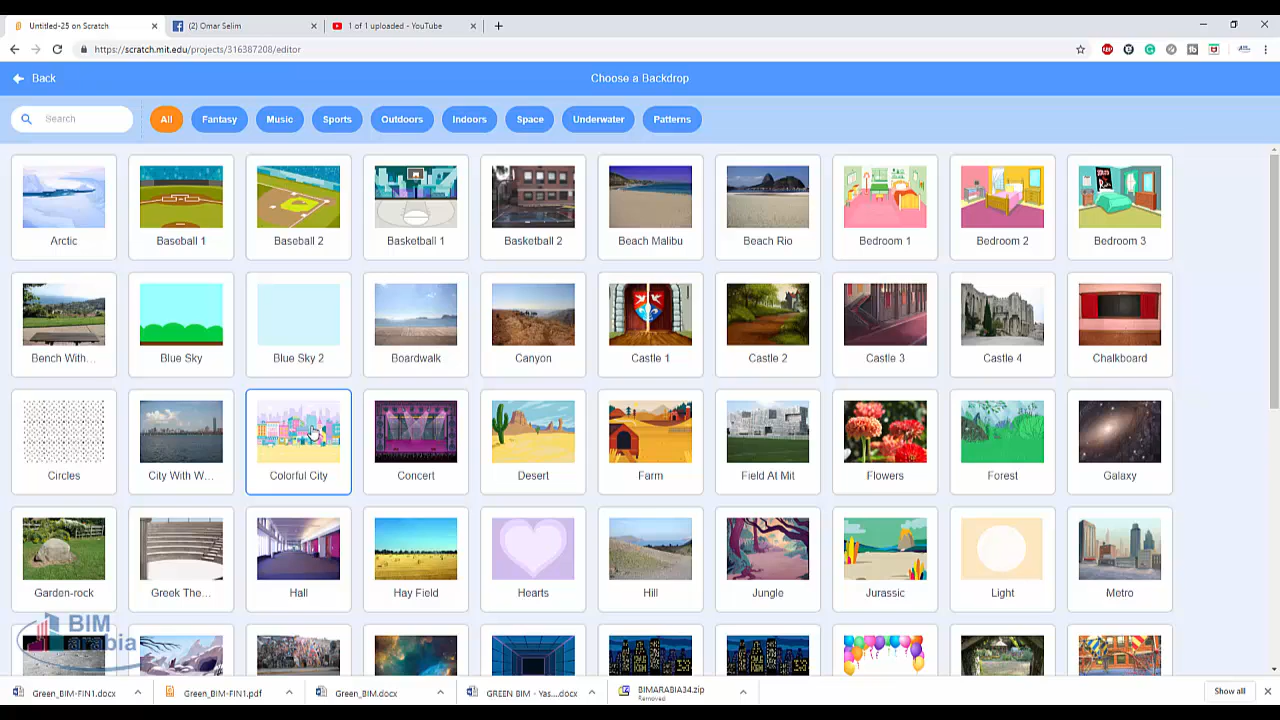 Untitled-25 on Scratch
(2) Omar Selim
1 of 1 uploaded - YouTube
https://scratch.mit.edu/projects/316387208/editor
Back
Choose a Backdrop
Search
All
Fantasy
Music
Sports
Outdoors
Indoors
Space
Underwater
Patterns
Arctic
Baseball 1
Baseball 2
Basketball 1
Basketball 2
Beach Malibu
Beach Rio
Bedroom 1
Bedroom 2
Bedroom 3
Bench With...
Blue Sky
Blue Sky 2
Boardwalk
Canyon
Castle 1
Castle 2
Castle 3
Castle 4
Chalkboard
Circles
City With W...
Colorful City
Concert
Desert
Farm
Field At Mit
Flowers
Forest
Galaxy
Garden-rock
Greek The...
Hall
Hay Field
Hearts
Hill
Jungle
Jurassic
Light
Metro
BIM
arabia
Green_BIM-FIN1.docx
Green_BIM-FIN1.pdf
Green_BIM.docx
GREEN BIM - Yas....docx
BIMARABIA34.zip
Removed
Show all